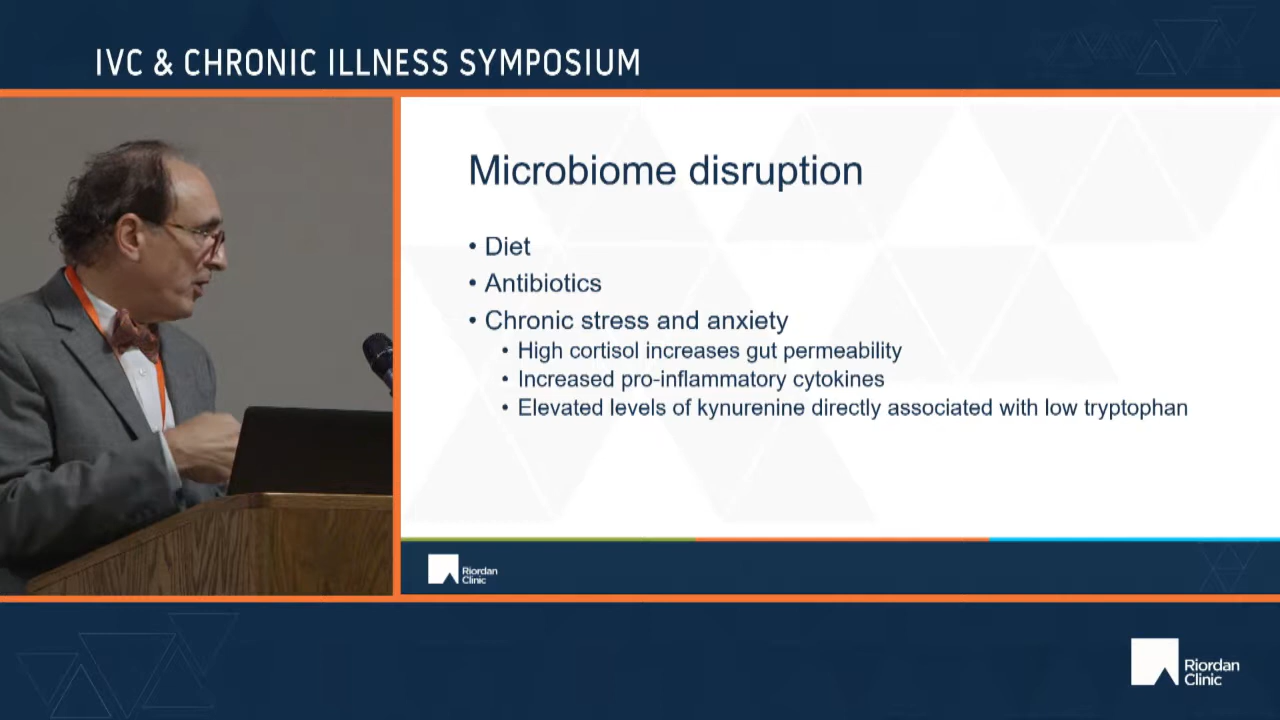 IVC & CHRONIC ILLNESS SYMPOSIUM
Microbiome disruption
• Diet
• Antibiotics
• Chronic stress and anxiety
• High cortisol increases gut permeability
• Increased pro-inflammatory cytokines
• Elevated levels of kynurenine directly associated with low tryptophan
Riordan
Clinic
Riordan
Clinic